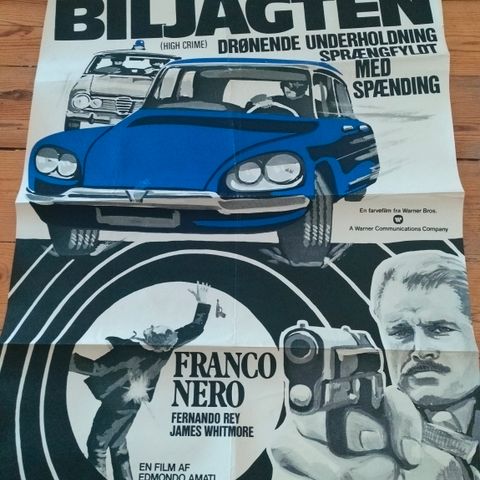 BILJAGTEN
(HIGH CRIME)
DRØNENDE UNDERHOLDNING
SPRÆNGFYLDT
MED
SPÆNDING
En farvefilm fra Warner Bros.
A Warner Communications Company
FRANCO
NERO
FERNANDO REY
JAMES WHITMORE
EN FILM AF
EDMONDO AMATI